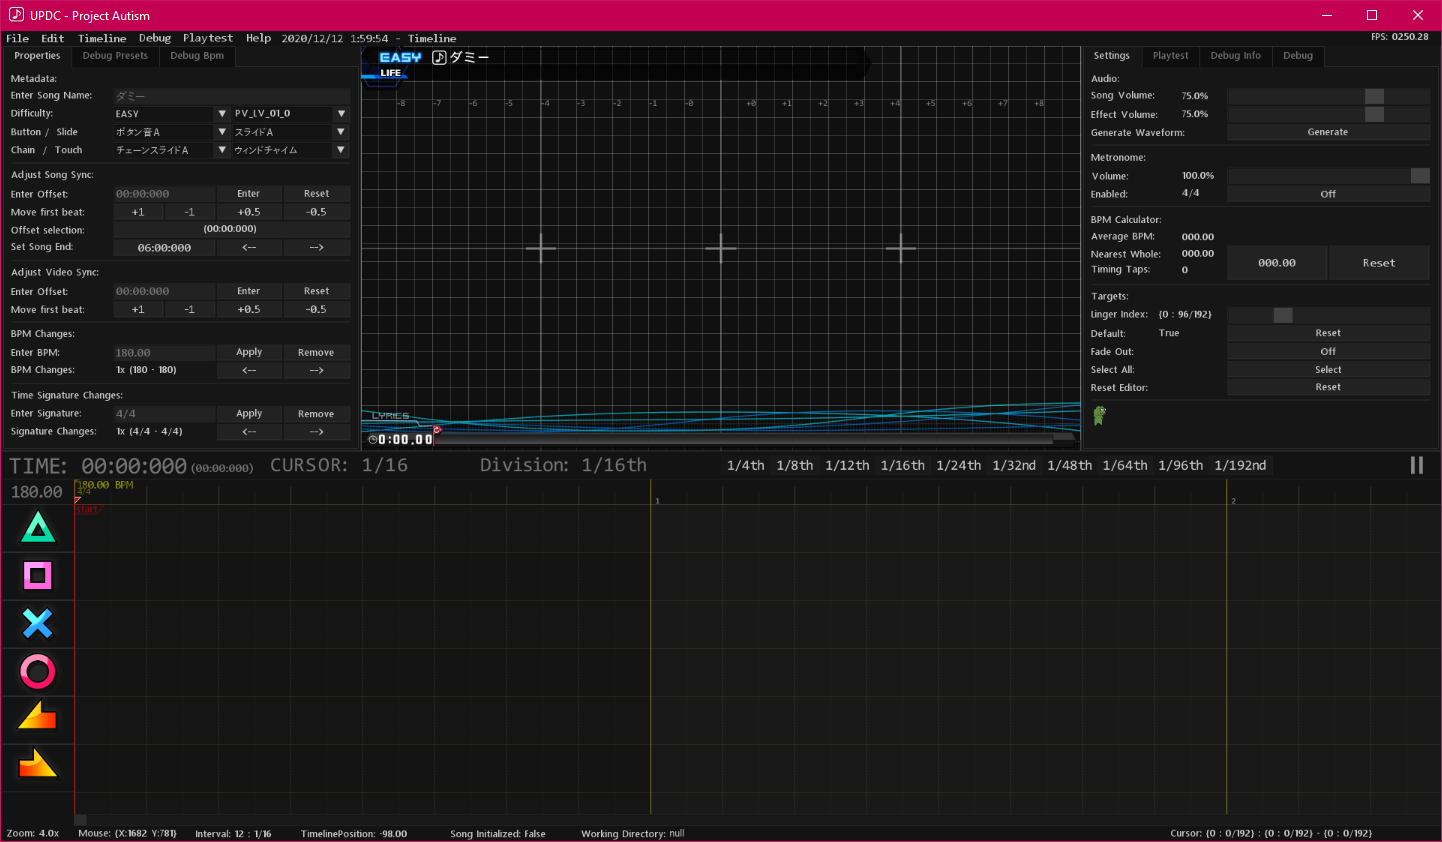 UPDC - Project Autism
File Edit Timeline Debug Playtest Help 2020/12/12 1:59:54 - Timeline
FPS: 0250.28
Properties Debug Presets Debug Bpm
Metadata:
Enter Song Name: ダミー
Difficulty: EASY ▼ PV_LV_01_0 ▼
Button / Slide ボタン音A ▼ スライドA ▼
Chain / Touch チェーンスライドA ▼ ウィンドチャイム ▼
Adjust Song Sync:
Enter Offset: 00:00:000 Enter Reset
Move first beat: +1 -1 +0.5 -0.5
Offset selection: (00:00:000)
Set Song End: 06:00:000 <-- -->
Adjust Video Sync:
Enter Offset: 00:00:000 Enter Reset
Move first beat: +1 -1 +0.5 -0.5
BPM Changes:
Enter BPM: 180.00 Apply Remove
BPM Changes: 1x (180 - 180) <-- -->
Time Signature Changes:
Enter Signature: 4/4 Apply Remove
Signature Changes: 1x (4/4 - 4/4) <-- -->
EASY ダミー
LIFE
-8 -7 -5 -4 -3 -2 -1 0 +0 +1 +2 +3 +4 +5 +6 +7 +8
LYRICS
0:00.00
Settings Playtest Debug Info Debug
Audio:
Song Volume: 75.0%
Effect Volume: 75.0%
Generate Waveform: Generate
Metronome:
Volume: 100.0%
Enabled: 4/4 Off
BPM Calculator:
Average BPM: 000.00
Nearest Whole: 000.00
Timing Taps: 0
000.00 Reset
Targets:
Linger Index: {0 : 96/192}
Default: True Reset
Fade Out: Off
Select All: Select
Reset Editor: Reset
TIME: 00:00:000 (00:00:000) CURSOR: 1/16 Division: 1/16th 1/4th 1/8th 1/12th 1/16th 1/24th 1/32nd 1/48th 1/64th 1/96th 1/192nd
180.00
180.00 BPM
4/4
start
1
2
Zoom: 4.0x Mouse: {X:1682 Y:781} Interval: 12 : 1/16 TimelinePosition: -98.00 Song Initialized: False Working Directory: null Cursor: {0 : 0/192} : {0 : 0/192} - {0 : 0/192}